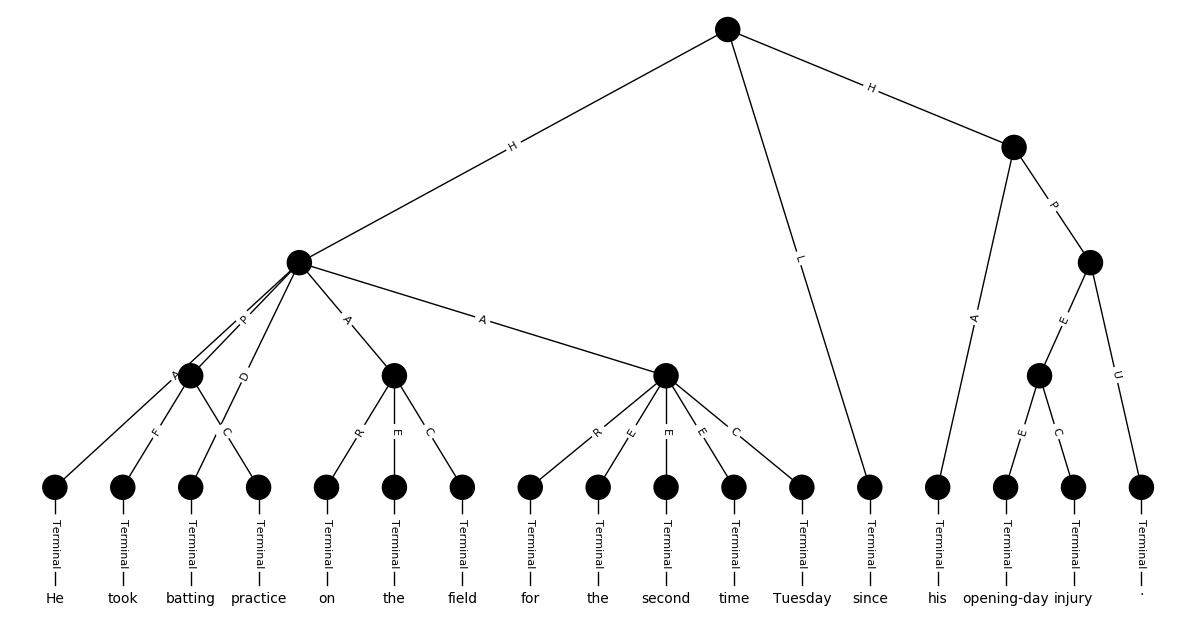 H
H
H
L
P
P
A
A
A
E
A
D
U
F
C
R
E
C
R
E
E
E
C
E
C
Terminal Terminal Terminal Terminal Terminal Terminal Terminal Terminal Terminal Terminal Terminal Terminal Terminal Terminal Terminal Terminal Terminal
He took batting practice on the field for the second time Tuesday since his opening-day injury .